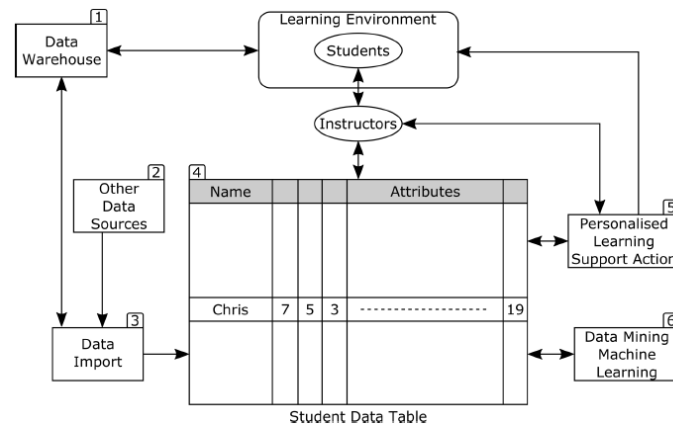 Learning Environment
Students
1
Data
Warehouse
Instructors
2
Other
Data
Sources
4
Name
Attributes
5
Personalised
Learning
Support Action
Chris 7 5 3 19
3
Data
Import
6
Data Mining
Machine
Learning
Student Data Table